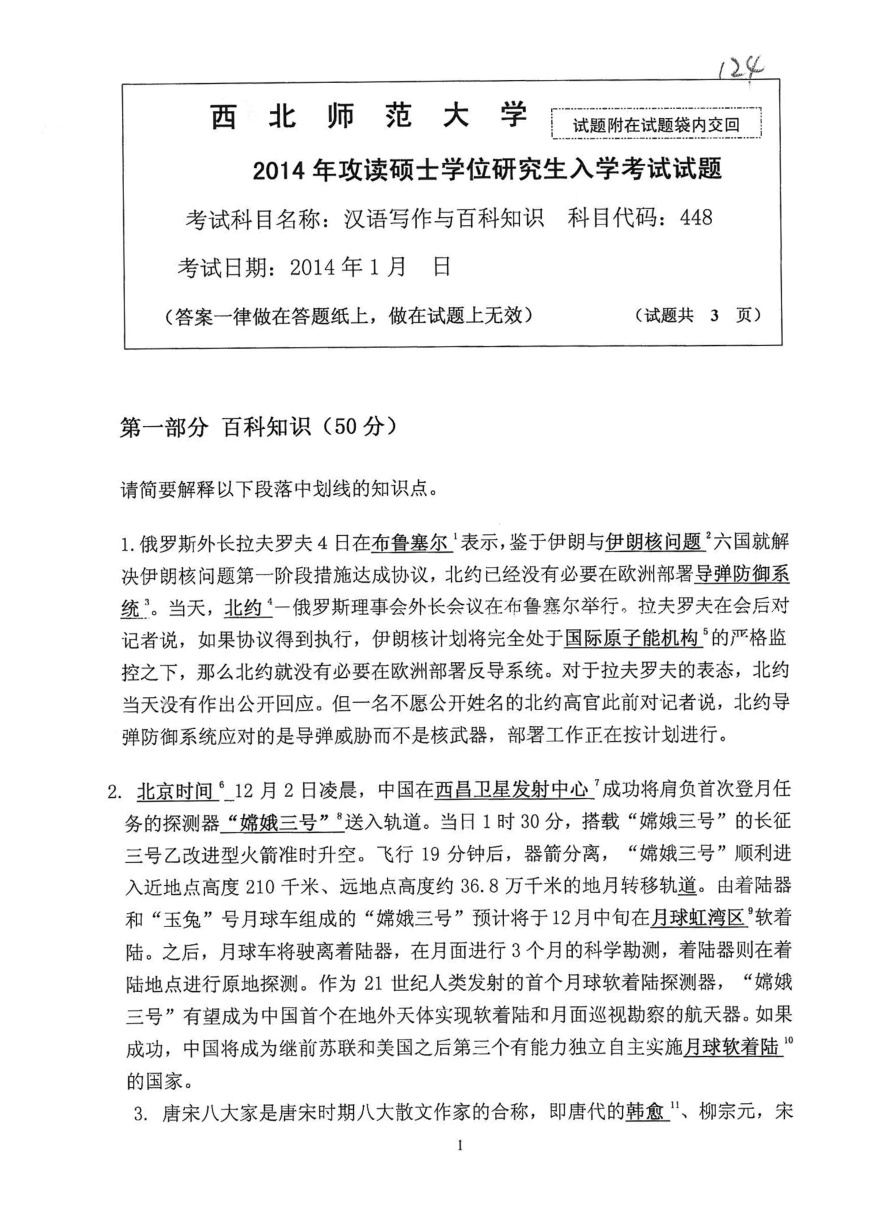 124
西北师范大学
试题附在试题袋内交回
2014 年攻读硕士学位研究生入学考试试题
考试科目名称：汉语写作与百科知识 科目代码：448
考试日期：2014 年 1 月 日
（答案一律做在答题纸上，做在试题上无效） （试题共 3 页）
第一部分 百科知识（50 分）
请简要解释以下段落中划线的知识点。
1.俄罗斯外长拉夫罗夫 4 日在布鲁塞尔¹表示，鉴于伊朗与伊朗核问题²六国就解
决伊朗核问题第一阶段措施达成协议，北约已经没有必要在欧洲部署导弹防御系
统³。当天，北约⁴—俄罗斯理事会外长会议在布鲁塞尔举行。拉夫罗夫在会后对
记者说，如果协议得到执行，伊朗核计划将完全处于国际原子能机构⁵的严格监
控之下，那么北约就没有必要在欧洲部署反导系统。对于拉夫罗夫的表态，北约
当天没有作出公开回应。但一名不愿公开姓名的北约高官此前对记者说，北约导
弹防御系统应对的是导弹威胁而不是核武器，部署工作正在按计划进行。
2. 北京时间⁶ 12 月 2 日凌晨，中国在西昌卫星发射中心⁷成功将肩负首次登月任
务的探测器“嫦娥三号”⁸送入轨道。当日 1 时 30 分，搭载“嫦娥三号”的长征
三号乙改进型火箭准时升空。飞行 19 分钟后，器箭分离，“嫦娥三号”顺利进
入近地点高度 210 千米、远地点高度约 36.8 万千米的地月转移轨道。由着陆器
和“玉兔”号月球车组成的“嫦娥三号”预计将于 12 月中旬在月球虹湾区⁹软着
陆。之后，月球车将驶离着陆器，在月面进行 3 个月的科学勘测，着陆器则在着
陆地点进行原地探测。作为 21 世纪人类发射的首个月球软着陆探测器，“嫦娥
三号”有望成为中国首个在地外天体实现软着陆和月面巡视勘察的航天器。如果
成功，中国将成为继前苏联和美国之后第三个有能力独立自主实施月球软着陆¹⁰
的国家。
3. 唐宋八大家是唐宋时期八大散文作家的合称，即唐代的韩愈¹¹、柳宗元，宋
1